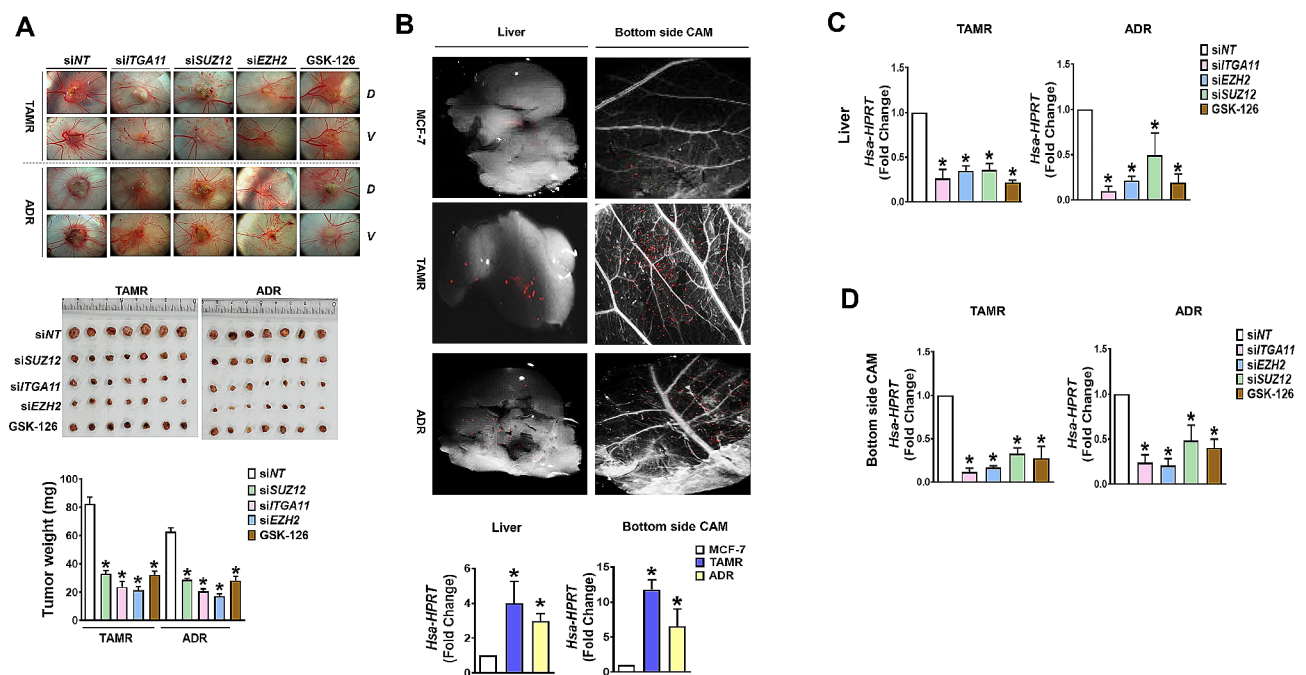 A
siNT siITGA11 siSUZ12 siEZH2 GSK-126
TAMR
D
V
ADR
D
V
TAMR ADR
siNT
siSUZ12
siITGA11
siEZH2
GSK-126
Tumor weight (mg)
100
80
60
40
20
0
* * * * * * * *
TAMR ADR
siNT
siSUZ12
siITGA11
siEZH2
GSK-126
B
Liver Bottom side CAM
MCF-7
TAMR
ADR
Liver
Hsa-HPRT
(Fold Change)
6
4
2
0
* *
Bottom side CAM
Hsa-HPRT
(Fold Change)
15
10
5
0
* *
MCF-7
TAMR
ADR
C
Liver
TAMR
Hsa-HPRT
(Fold Change)
1.5
1.0
0.5
0.0
* * * *
ADR
Hsa-HPRT
(Fold Change)
1.5
1.0
0.5
0.0
* * * *
siNT
siITGA11
siEZH2
siSUZ12
GSK-126
D
Bottom side CAM
TAMR
Hsa-HPRT
(Fold Change)
1.5
1.0
0.5
0.0
* * * *
ADR
Hsa-HPRT
(Fold Change)
1.5
1.0
0.5
0.0
* * * *
siNT
siITGA11
siEZH2
siSUZ12
GSK-126